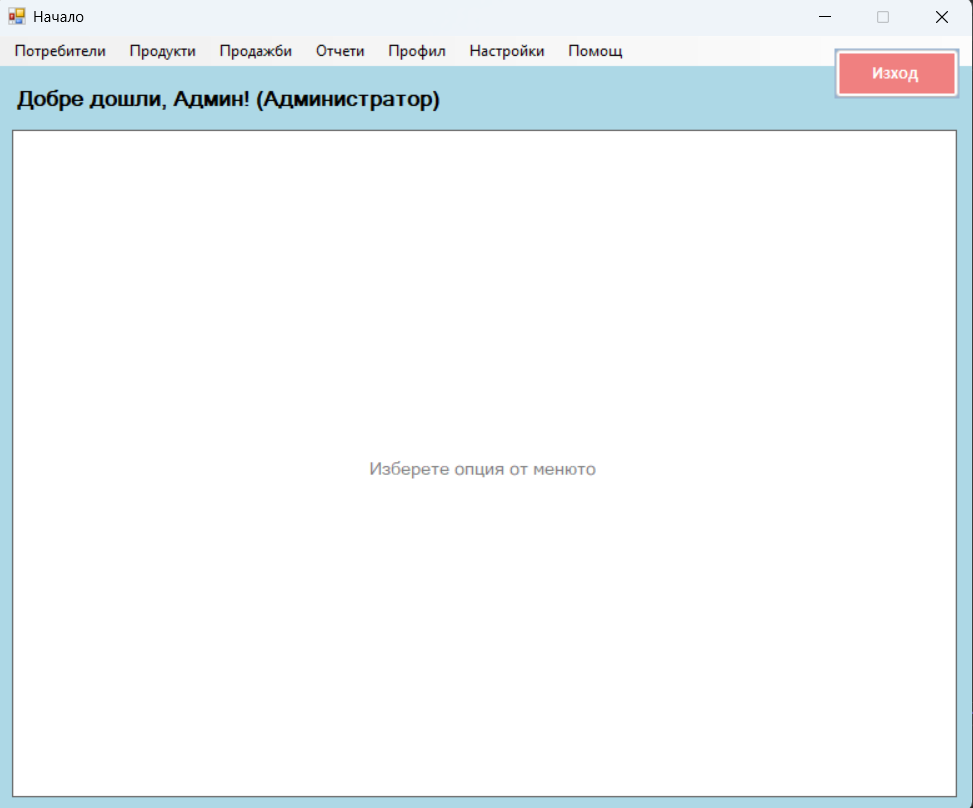 Начало
Потребители Продукти Продажби Отчети Профил Настройки Помощ
Изход
Добре дошли, Админ! (Администратор)
Изберете опция от менюто